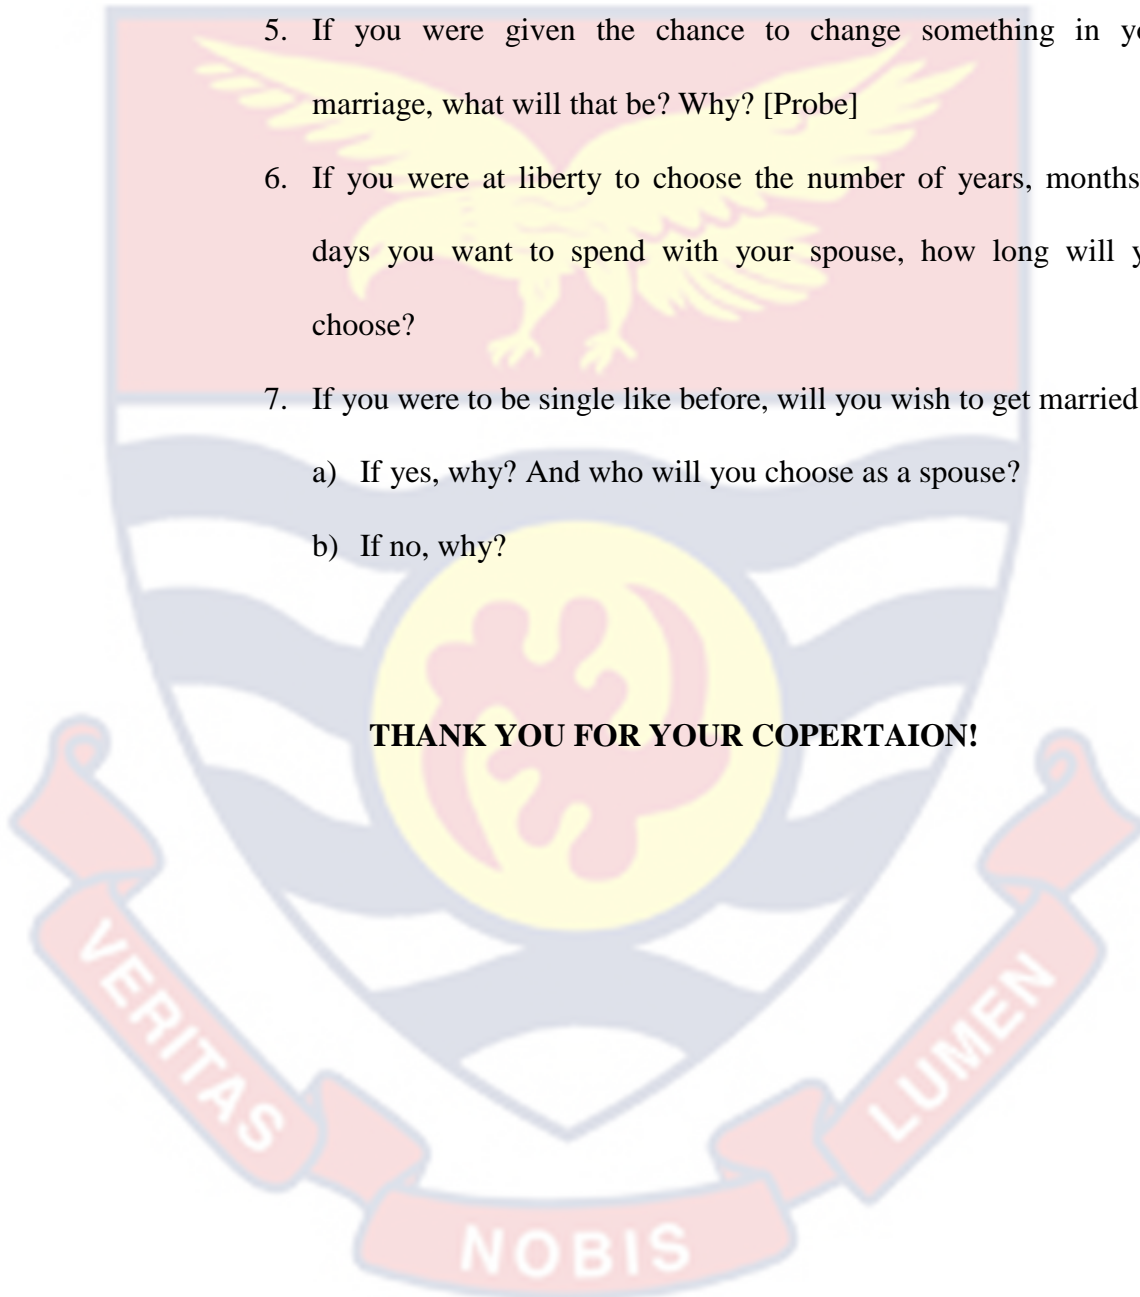 5. If you were given the chance to change something in yo
marriage, what will that be? Why? [Probe]
6. If you were at liberty to choose the number of years, months
days you want to spend with your spouse, how long will y
choose?
7. If you were to be single like before, will you wish to get married
a) If yes, why? And who will you choose as a spouse?
b) If no, why?
THANK YOU FOR YOUR COPERTAION!
VERITAS
NOBIS
LUMEN